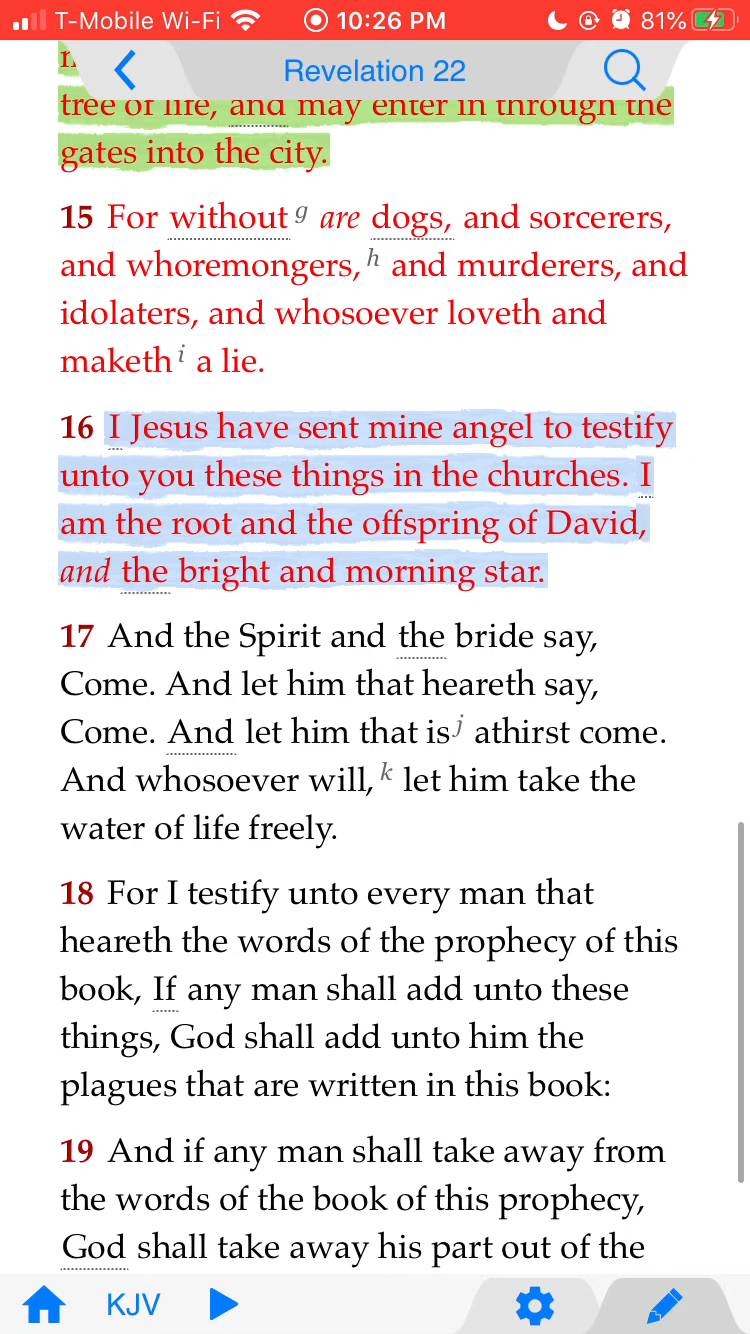 T-Mobile Wi-Fi 10:26 PM 81%
Revelation 22
tree of life, and may enter in through the
gates into the city.
15 For without g are dogs, and sorcerers,
and whoremongers, h and murderers, and
idolaters, and whosoever loveth and
maketh i a lie.
16 I Jesus have sent mine angel to testify
unto you these things in the churches. I
am the root and the offspring of David,
and the bright and morning star.
17 And the Spirit and the bride say,
Come. And let him that heareth say,
Come. And let him that is j athirst come.
And whosoever will, k let him take the
water of life freely.
18 For I testify unto every man that
heareth the words of the prophecy of this
book, If any man shall add unto these
things, God shall add unto him the
plagues that are written in this book:
19 And if any man shall take away from
the words of the book of this prophecy,
God shall take away his part out of the
KJV